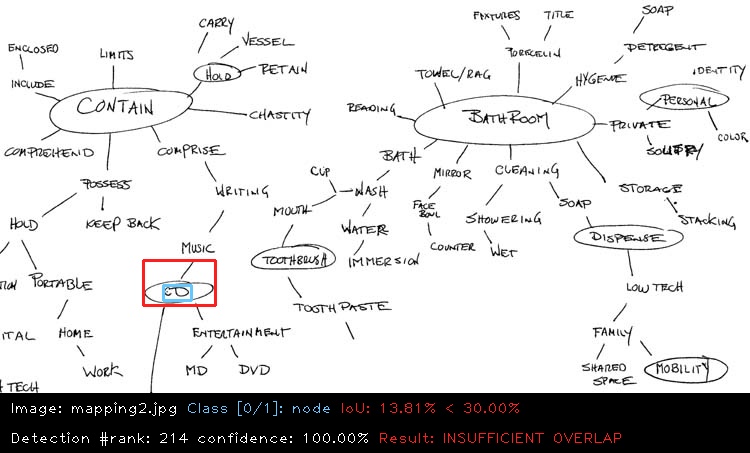 FIXTURES
TITLE
SOAP
CARRY
ENCLOSED
LIMITS
VESSEL
PORCELIN
DETERGENT
HOLD
RETAIN
TOWEL/RAG
HYGENE
IDENTITY
INCLUDE
CONTAIN
CHASTITY
READING
BATHROOM
PERSONAL
PRIVATE
COLOR
COMPREHEND
COMPRISE
BATH
POSSESS
CUP
MIRROR
CLEANING
WRITING
WASH
STORAGE
HOLD
KEEP BACK
MOUTH
FACE
BOWL
SHOWERING
SOAP
STACKING
WATER
DISPENSE
MUSIC
TOOTHBRUSH
IMMERSION
COUNTER
WET
PORTABLE
CD
TOOTHPASTE
LOW TECH
ITAL
HOME
ENTERTAINMENT
FAMILY
WORK
MD
DVD
SHARED
SPACE
MOBILITY
H TECH
Image: mapping2.jpg Class [0/1]: node IoU: 13.81% < 30.00%
Detection #rank: 214 confidence: 100.00% Result: INSUFFICIENT OVERLAP